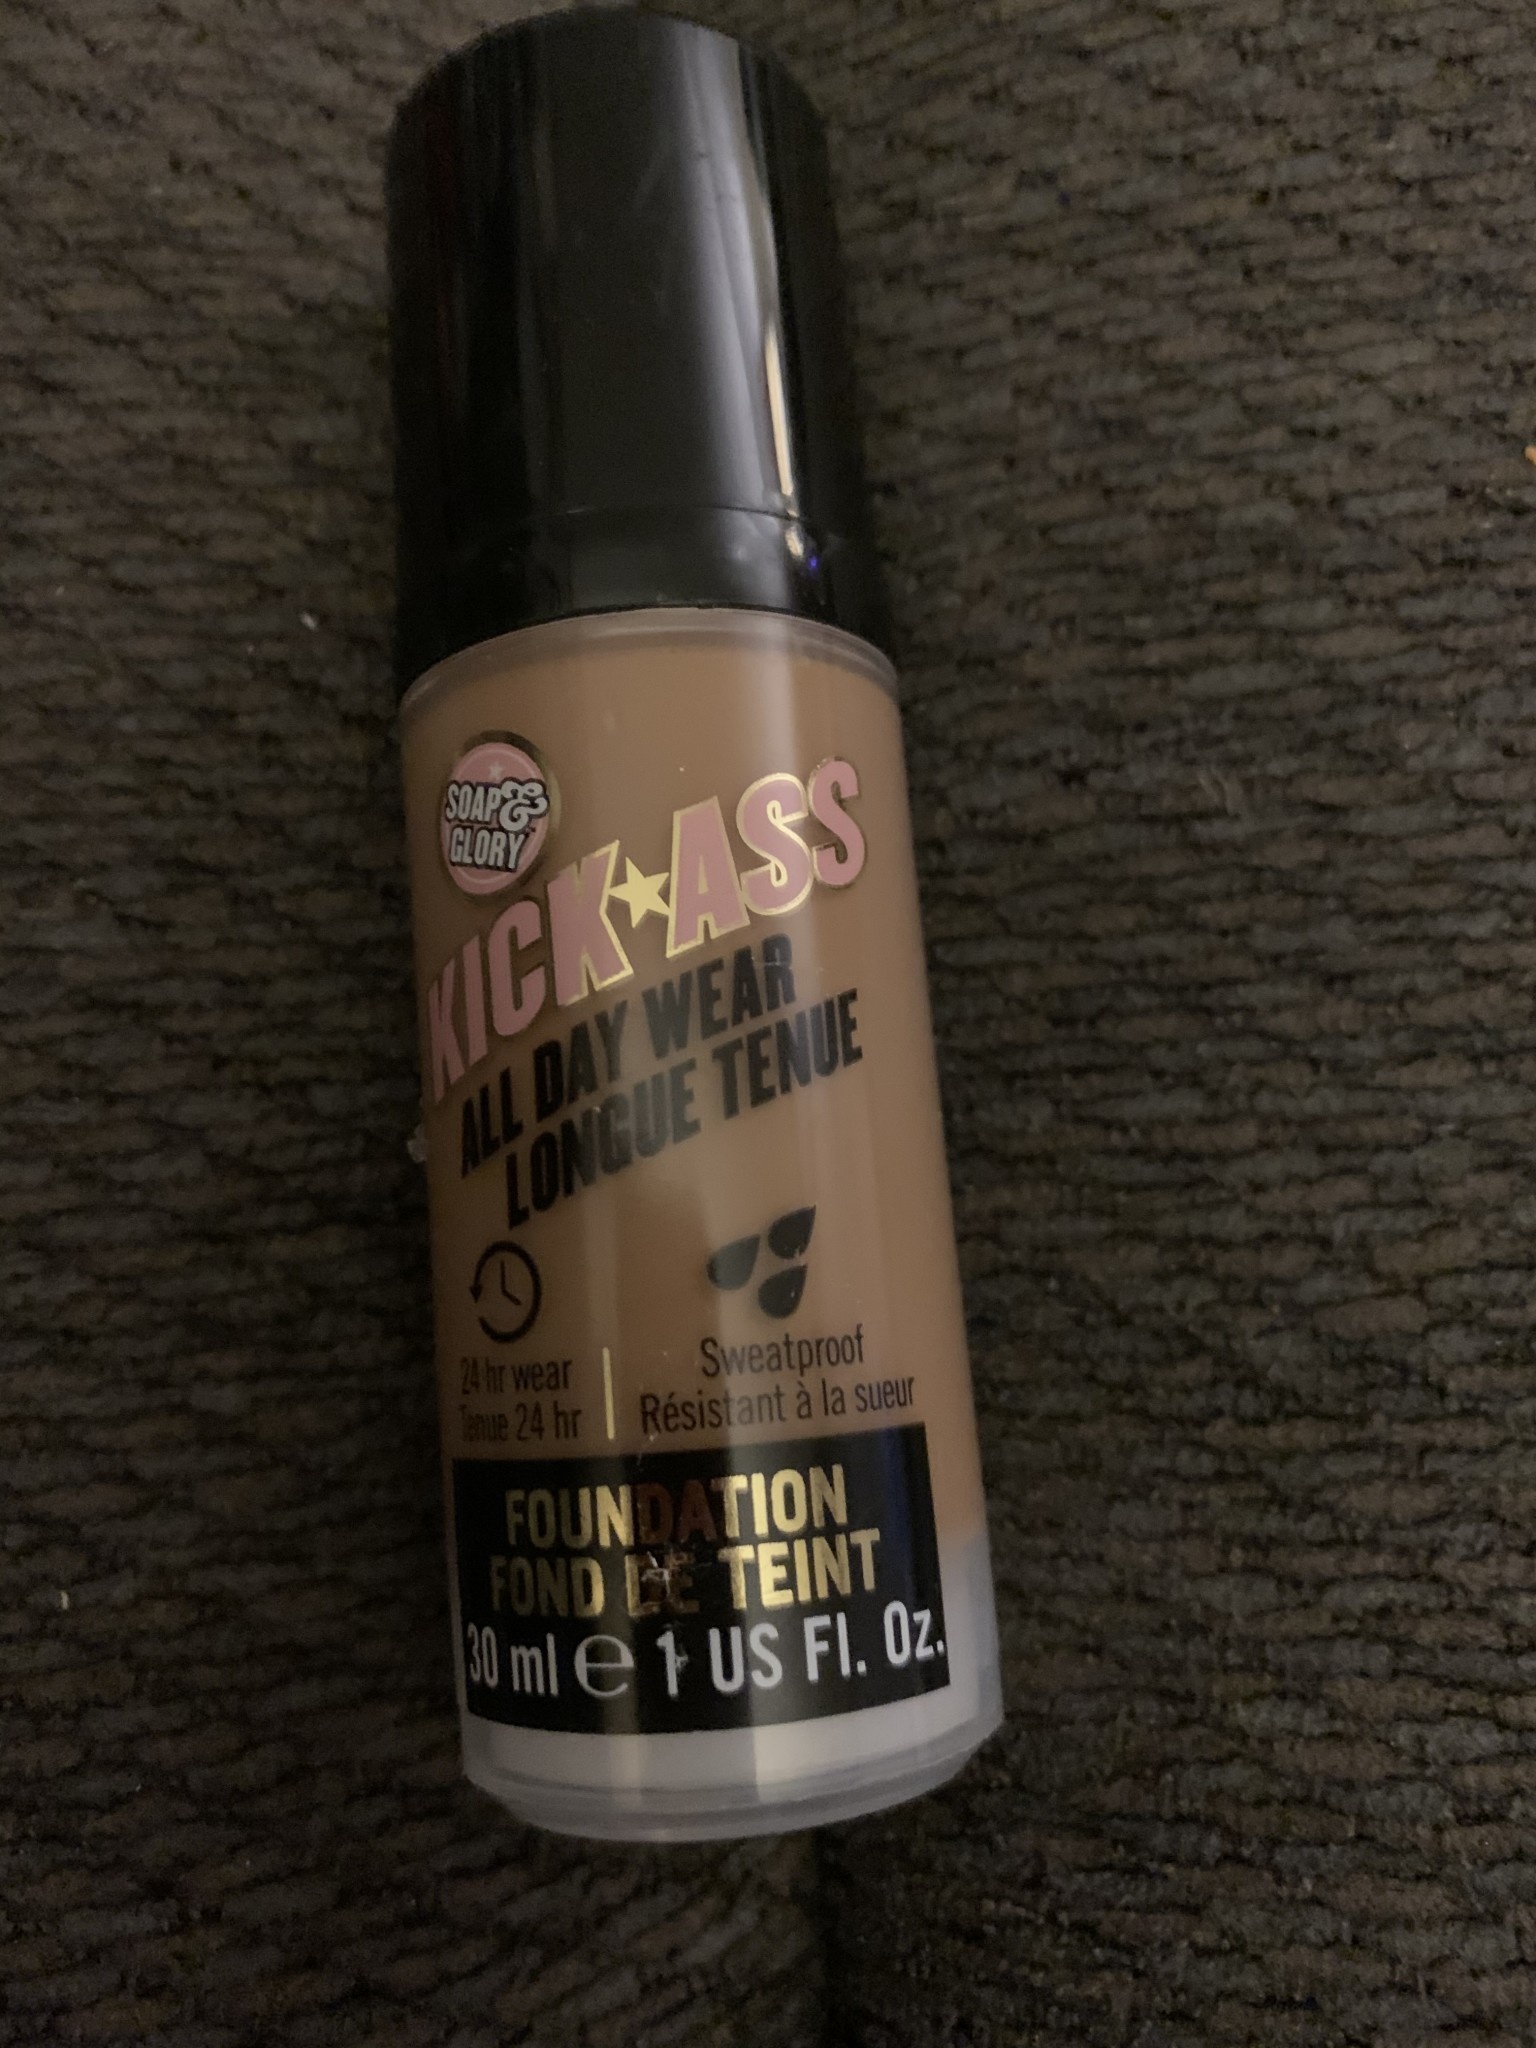 SOAP &
GLORY
KICK★ASS
ALL DAY WEAR
LONGUE TENUE
24 hr wear
Tenue 24 hr
Sweatproof
Résistant à la sueur
FOUNDATION
FOND DE TEINT
30 ml ℮ 1 US Fl. Oz.